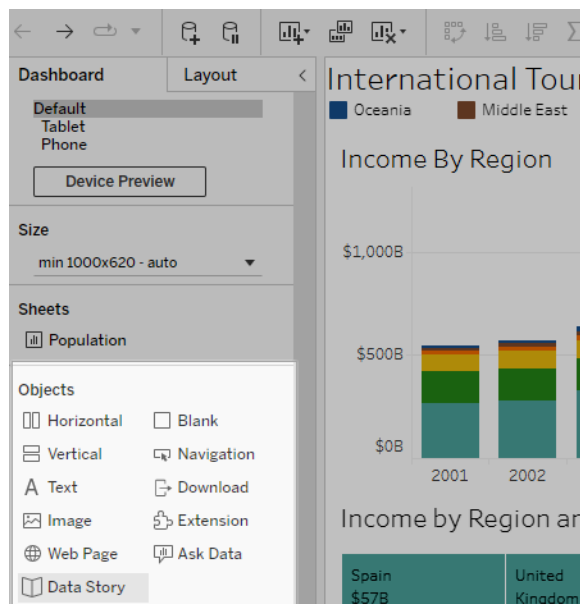 Dashboard
Layout
Default
Tablet
Phone
Device Preview
Size
min 1000x620 - auto
Sheets
Population
Objects
Horizontal
Blank
Vertical
Navigation
Text
Download
Image
Extension
Web Page
Ask Data
Data Story
International Tou
Oceania
Middle East
Income By Region
$1,000B
$500B
$0B
2001
2002
Income by Region an
Spain
$57B
United
Kingdom